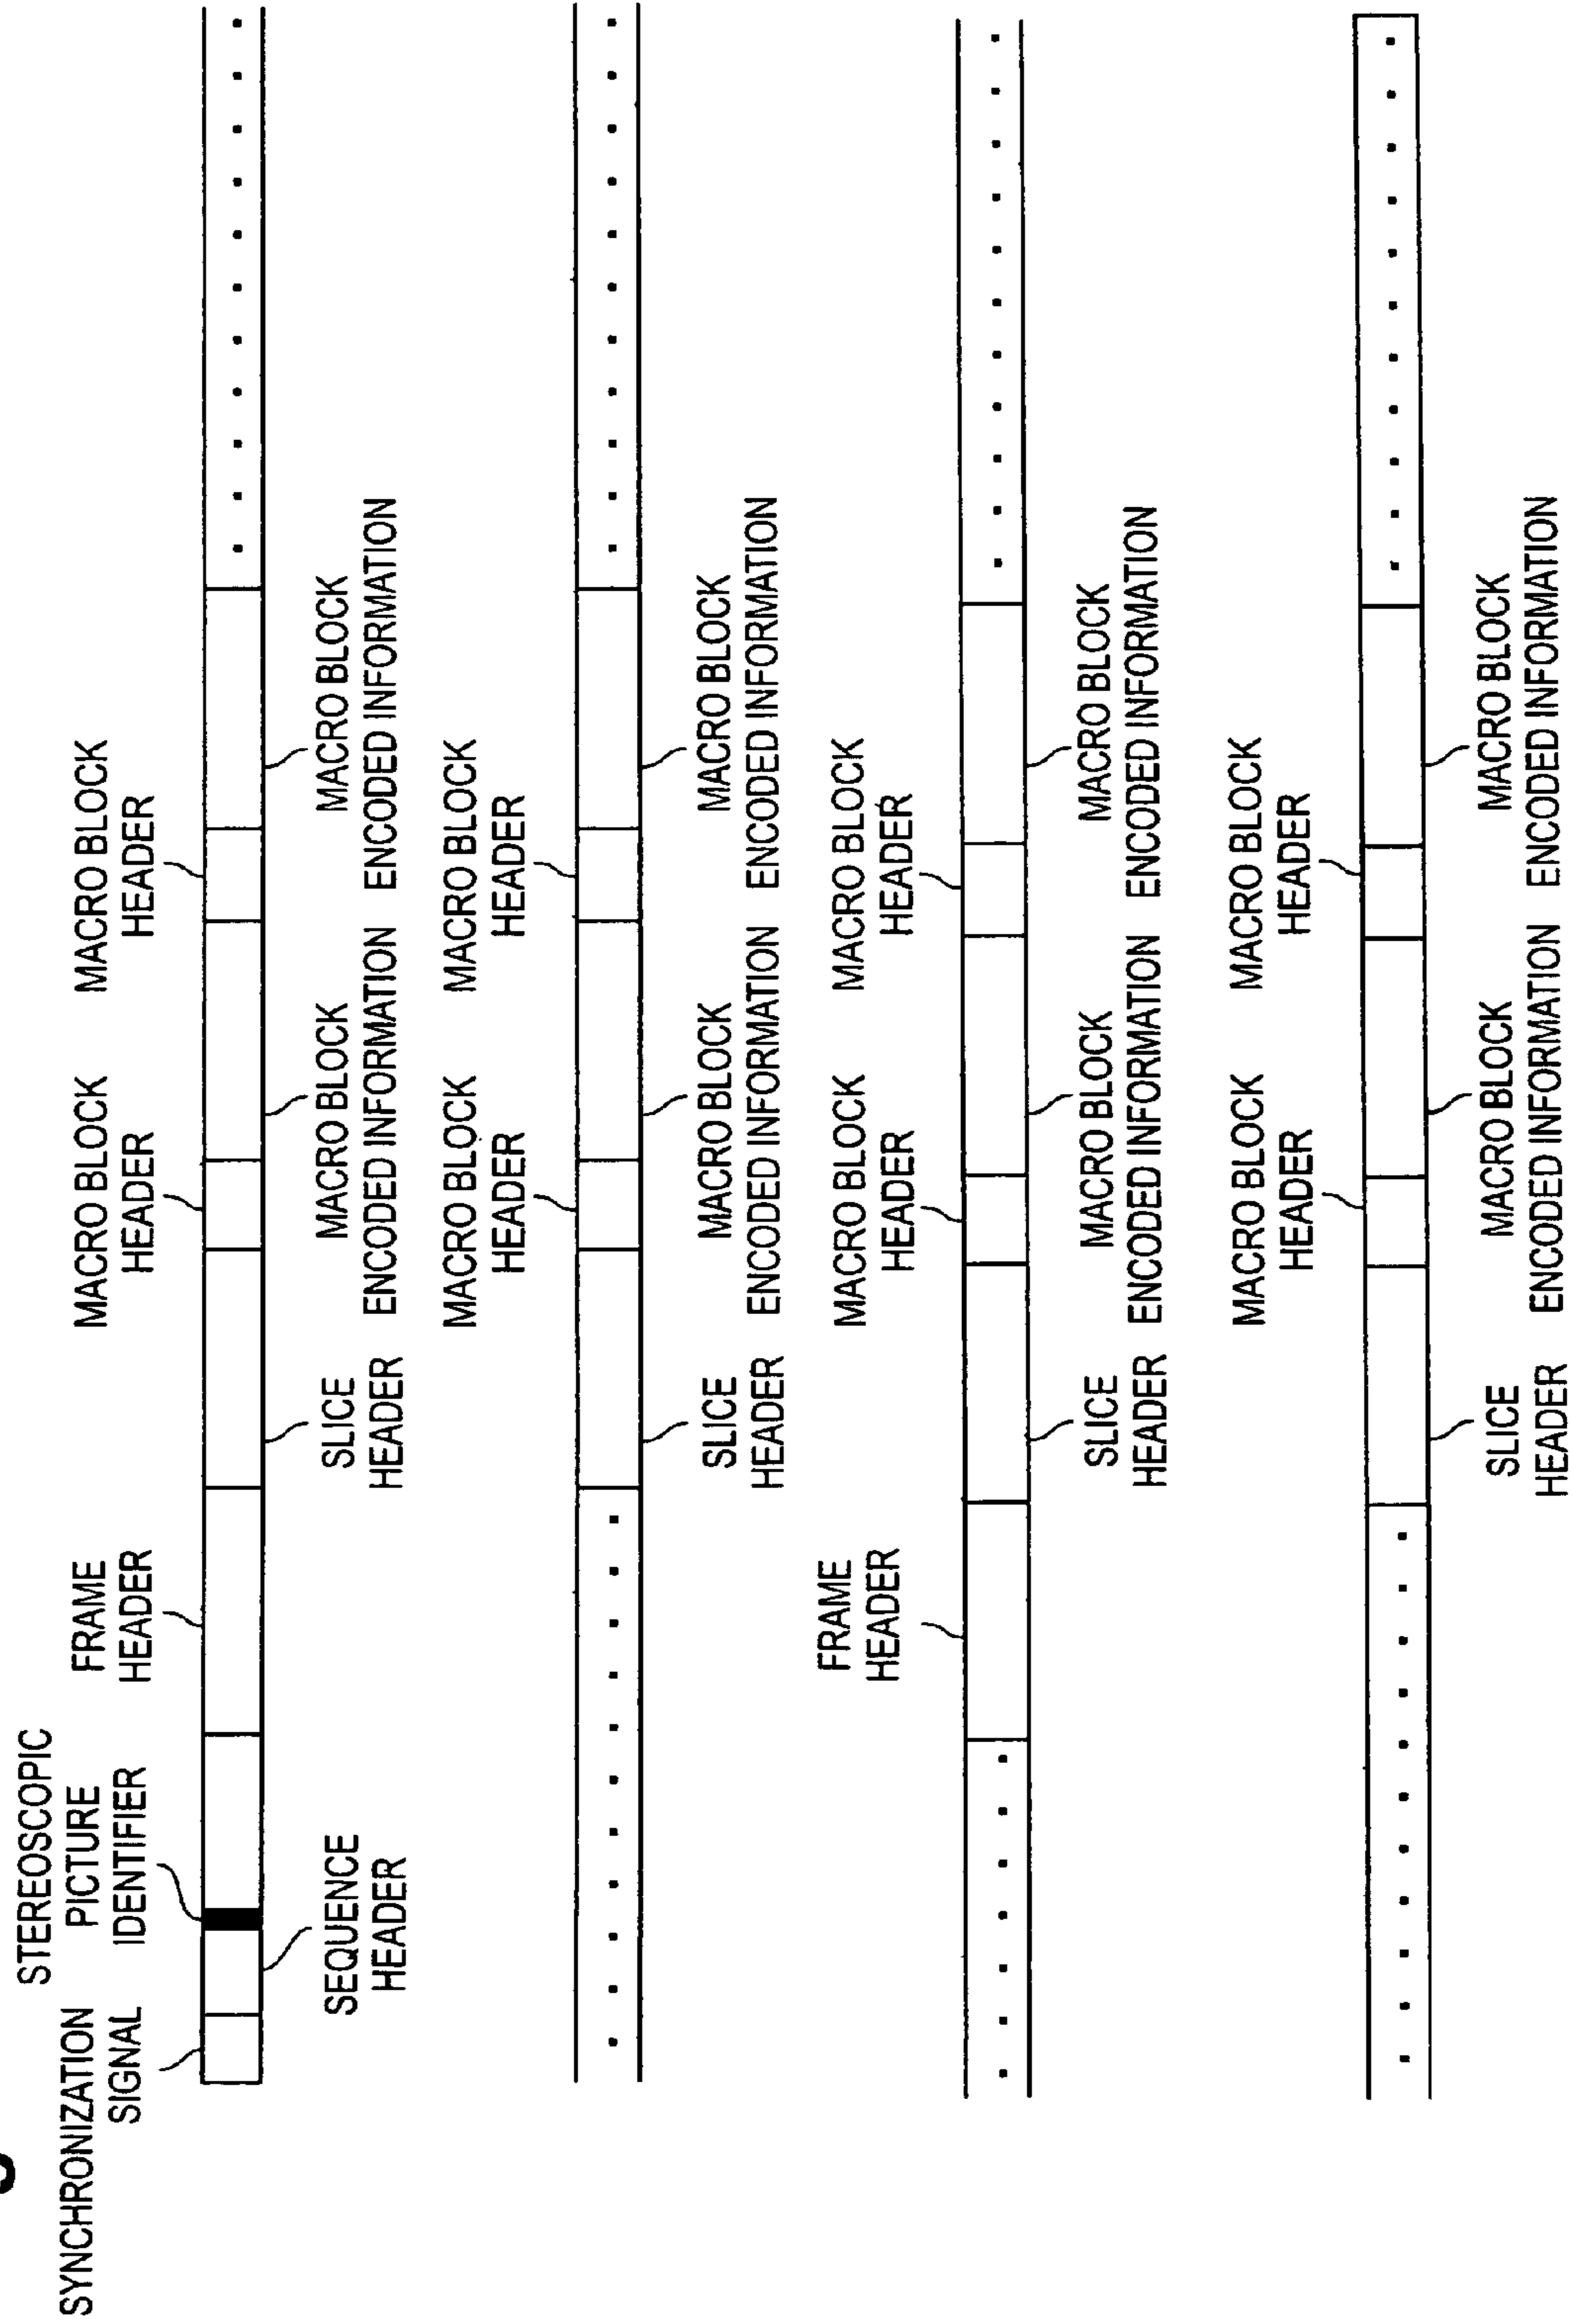 SYNCHRONIZATION
SIGNAL
STEREOSCOPIC
PICTURE
IDENTIFIER
FRAME
HEADER
MACRO BLOCK
HEADER
MACRO BLOCK
HEADER
SEQUENCE
HEADER
SLICE
HEADER
MACRO BLOCK
ENCODED INFORMATION
MACRO BLOCK
ENCODED INFORMATION
MACRO BLOCK
HEADER
MACRO BLOCK
HEADER
SLICE
HEADER
MACRO BLOCK
ENCODED INFORMATION
MACRO BLOCK
ENCODED INFORMATION
FRAME
HEADER
MACRO BLOCK
HEADER
MACRO BLOCK
HEADER
SLICE
HEADER
MACRO BLOCK
ENCODED INFORMATION
MACRO BLOCK
ENCODED INFORMATION
MACRO BLOCK
HEADER
MACRO BLOCK
HEADER
SLICE
HEADER
MACRO BLOCK
ENCODED INFORMATION
MACRO BLOCK
ENCODED INFORMATION